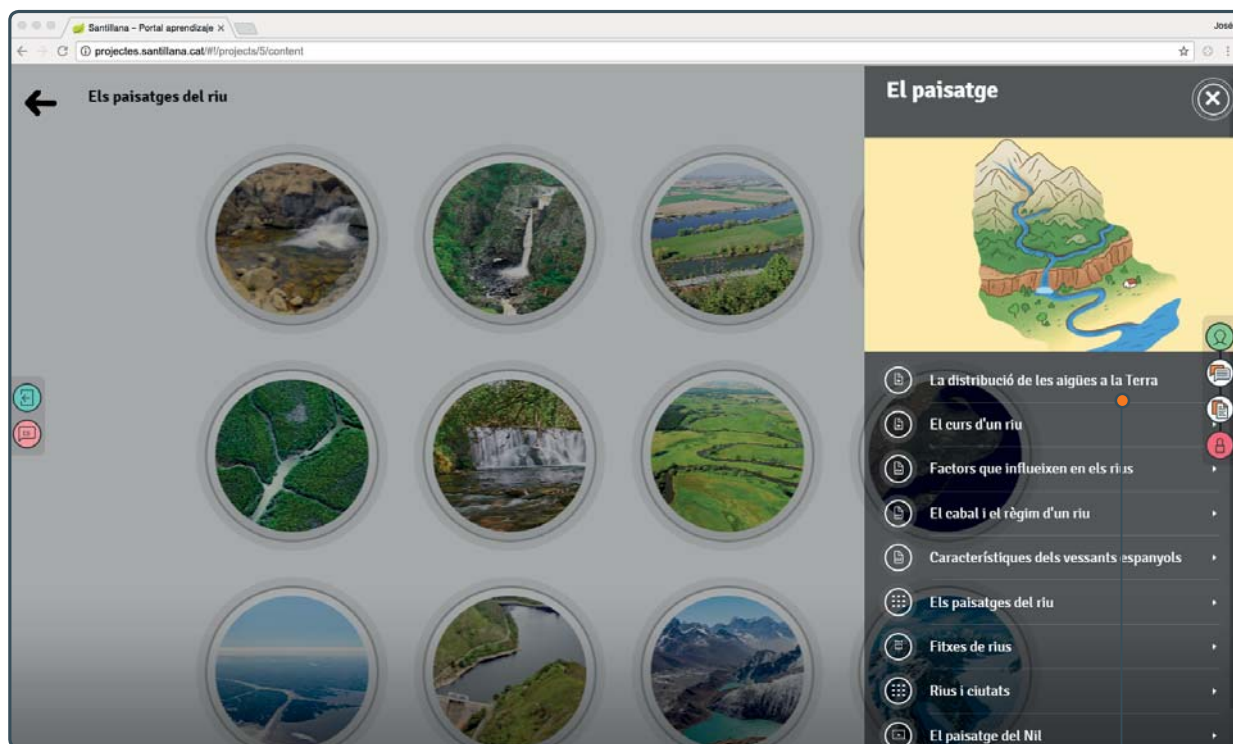 Santillana – Portal aprendizaje
José
projectes.santillana.cat/#!/projects/5/content
Els paisatges del riu
El paisatge
La distribució de les aigües a la Terra
El curs d'un riu
Factors que influeixen en els rius
El cabal i el règim d'un riu
Característiques dels vessants espanyols
Els paisatges del riu
Fitxes de rius
Rius i ciutats
El paisatge del Nil